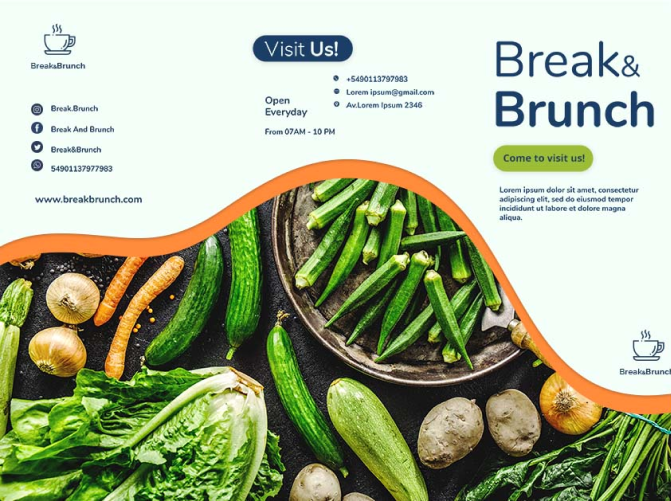 Break&Brunch
Break.Brunch
Break And Brunch
Break&Brunch
54901137977983
www.breakbrunch.com
Visit Us!
+5490113797983
Lorem ipsum@gmail.com
Av.Lorem Ipsum 2346
Open
Everyday
From 07AM - 10 PM
Break&
Brunch
Come to visit us!
Lorem ipsum dolor sit amet, consectetur
adipiscing elit, sed do eiusmod tempor
incididunt ut labore et dolore magna
aliqua.
Break&Brunch